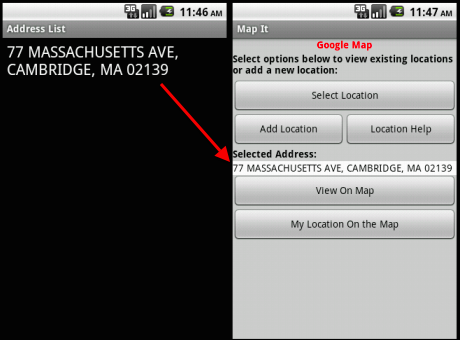 3G
11:46 AM
Address List
77 MASSACHUSETTS AVE,
CAMBRIDGE, MA 02139
3G
11:47 AM
Map It
Google Map
Select options below to view existing locations
or add a new location:
Select Location
Add Location
Location Help
Selected Address:
77 MASSACHUSETTS AVE, CAMBRIDGE, MA 02139
View On Map
My Location On the Map